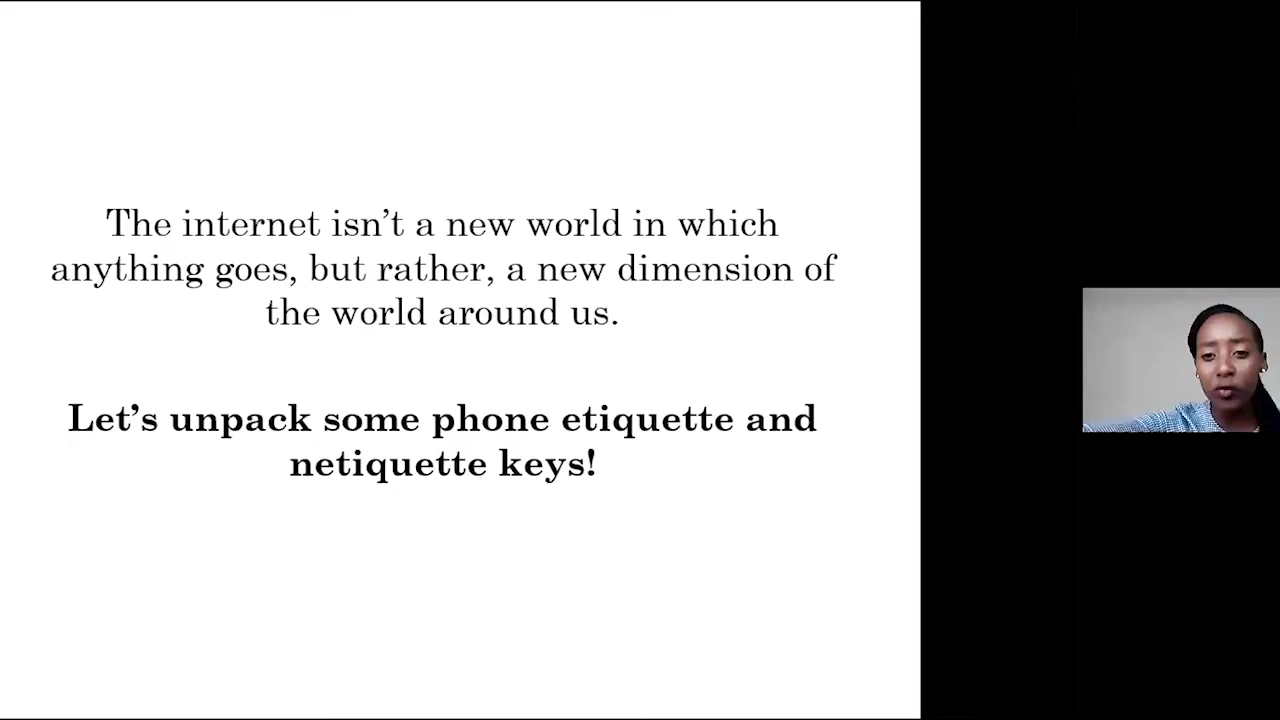 The internet isn’t a new world in which
anything goes, but rather, a new dimension of
the world around us.
Let’s unpack some phone etiquette and
netiquette keys!